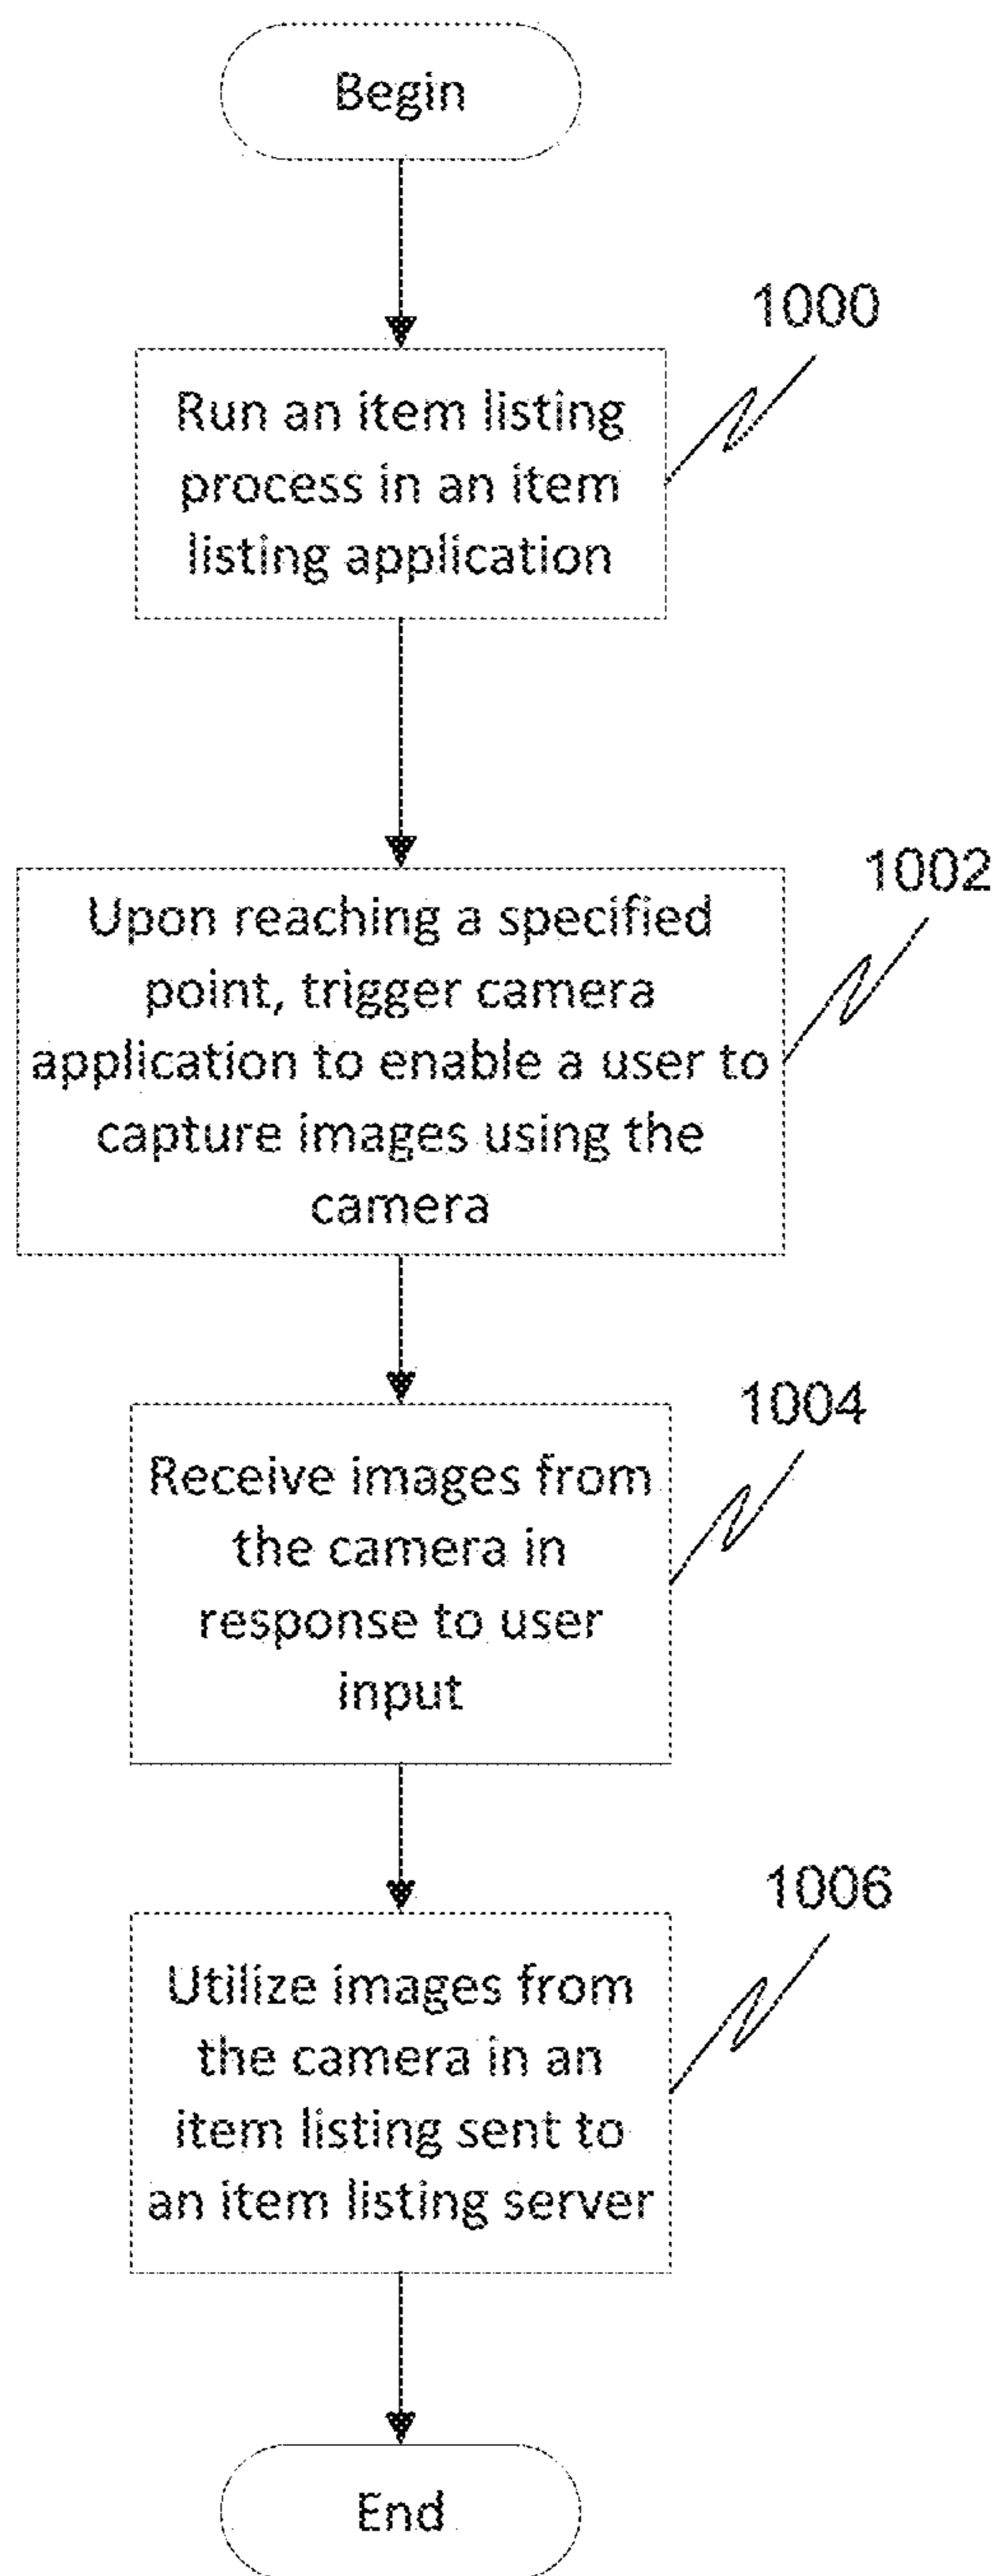 Begin
1000
Run an item listing
process in an item
listing application
1002
Upon reaching a specified
point, trigger camera
application to enable a user to
capture images using the
camera
1004
Receive images from
the camera in
response to user
input
1006
Utilize images from
the camera in an
item listing sent to
an item listing server
End